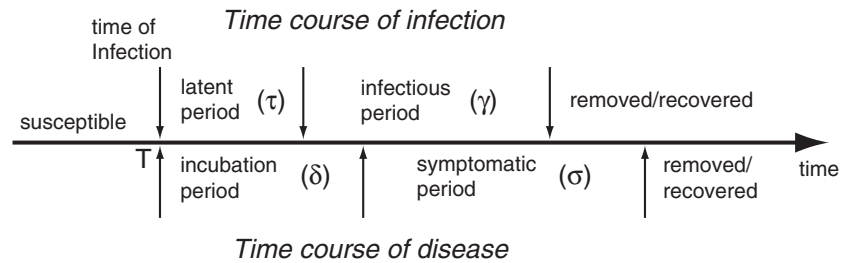 Time course of infection
time of
Infection
latent
period (τ)
infectious
period (γ)
removed/recovered
susceptible
T
incubation
period (δ)
symptomatic
period (σ)
removed/
recovered
time
Time course of disease